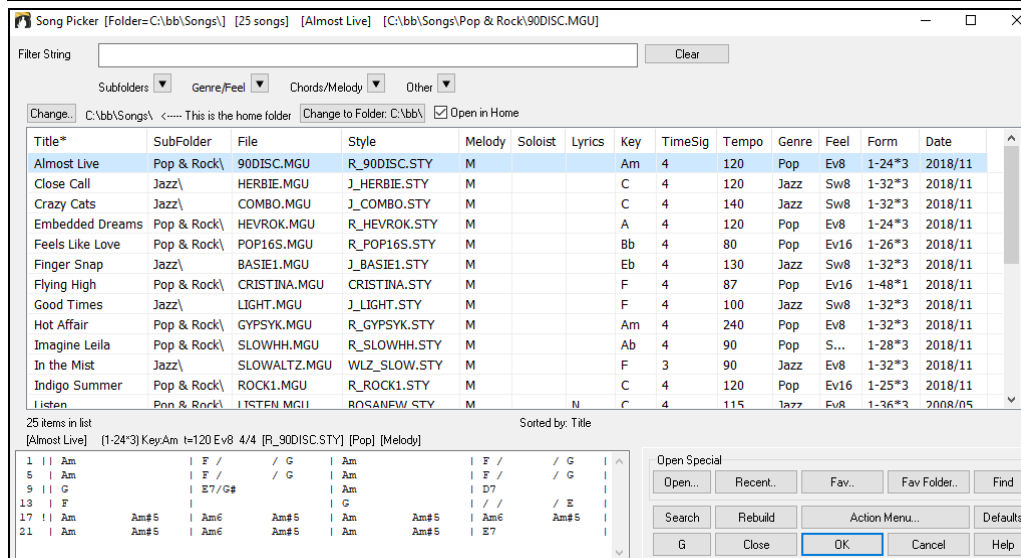 Song Picker [Folder=C:\bb\Songs\] [25 songs] [Almost Live] [C:\bb\Songs\Pop & Rock\90DISC.MGU]
Filter String Clear
Subfolders Genre/Feel Chords/Melody Other
Change.. C:\bb\Songs\ <----- This is the home folder Change to Folder: C:\bb\ Open in Home
Title* SubFolder File Style Melody Soloist Lyrics Key TimeSig Tempo Genre Feel Form Date
Almost Live Pop & Rock\ 90DISC.MGU R_90DISC.STY M Am 4 120 Pop Ev8 1-24*3 2018/11
Close Call Jazz\ HERBIE.MGU J_HERBIE.STY M C 4 120 Jazz Sw8 1-32*3 2018/11
Crazy Cats Jazz\ COMBO.MGU J_COMBO.STY M C 4 140 Jazz Sw8 1-32*3 2018/11
Embedded Dreams Pop & Rock\ HEVROK.MGU R_HEVROK.STY M A 4 120 Pop Ev8 1-24*3 2018/11
Feels Like Love Pop & Rock\ POP16S.MGU R_POP16S.STY M Bb 4 80 Pop Ev16 1-26*3 2018/11
Finger Snap Jazz\ BASIE1.MGU J_BASIE1.STY M Eb 4 130 Jazz Sw8 1-32*3 2018/11
Flying High Pop & Rock\ CRISTINA.MGU CRISTINA.STY M F 4 87 Pop Ev16 1-48*1 2018/11
Good Times Jazz\ LIGHT.MGU J_LIGHT.STY M F 4 100 Jazz Sw8 1-32*3 2018/11
Hot Affair Pop & Rock\ GYPSYK.MGU R_GYPSYK.STY M Am 4 240 Pop Ev8 1-32*3 2018/11
Imagine Leila Pop & Rock\ SLOWHH.MGU R_SLOWHH.STY M Ab 4 90 Pop S... 1-28*3 2018/11
In the Mist Jazz\ SLOWALTZ.MGU WLZ_SLOW.STY M F 3 90 Jazz Ev8 1-32*3 2018/11
Indigo Summer Pop & Rock\ ROCK1.MGU R_ROCK1.STY M C 4 120 Pop Ev16 1-25*3 2018/11
Listen Pop & Rock\ LISTEN.MGU BOSANEW.STY M N C 4 115 Jazz Ev8 1-36*3 2008/05
25 items in list Sorted by: Title
[Almost Live] (1-24*3) Key:Am t=120 Ev8 4/4 [R_90DISC.STY] [Pop] [Melody]
1 || Am | F / / G | Am | F / / G |
5 | Am | F / / G | Am | F / / G |
9 || G | E7/G# | Am | D7 |
13 | F | | G | / / / E |
17 !| Am Am#5 | Am6 Am#5 | Am Am#5 | Am6 Am#5 |
21 | Am Am#5 | Am6 Am#5 | Am Am#5 | E7 |
Open Special
Open... Recent.. Fav.. Fav Folder.. Find
Search Rebuild Action Menu... Defaults
G Close OK Cancel Help